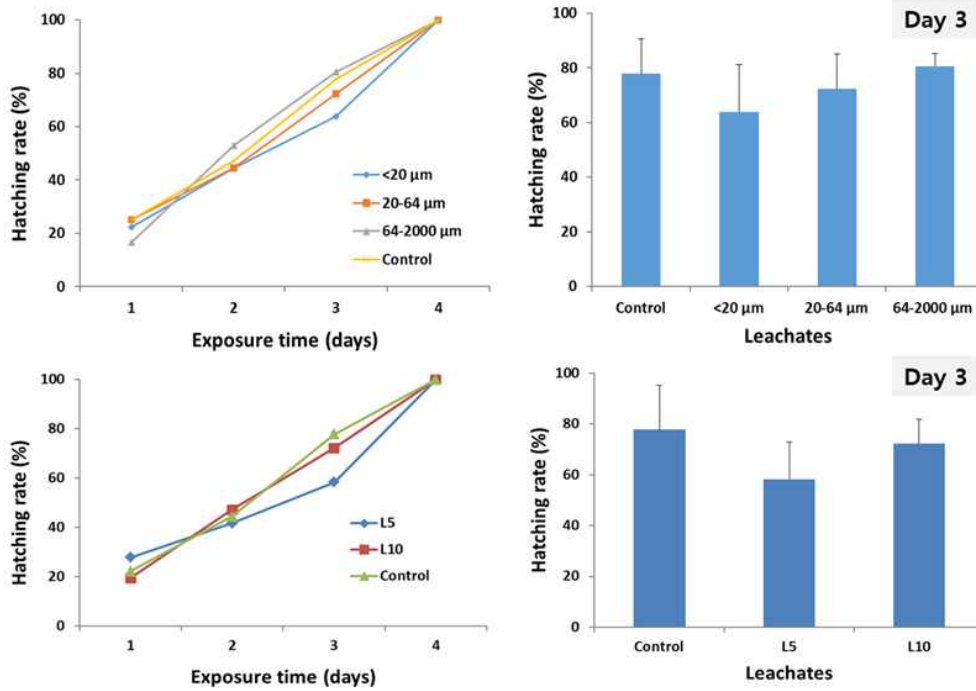 Hatching rate (%)
100
80
60
40
20
0
<20 µm
20-64 µm
64-2000 µm
Control
1 2 3 4
Exposure time (days)
Day 3
Hatching rate (%)
100
80
60
40
20
0
Control <20 µm 20-64 µm 64-2000 µm
Leachates
Hatching rate (%)
100
80
60
40
20
0
L5
L10
Control
1 2 3 4
Exposure time (days)
Day 3
Hatching rate (%)
100
80
60
40
20
0
Control L5 L10
Leachates